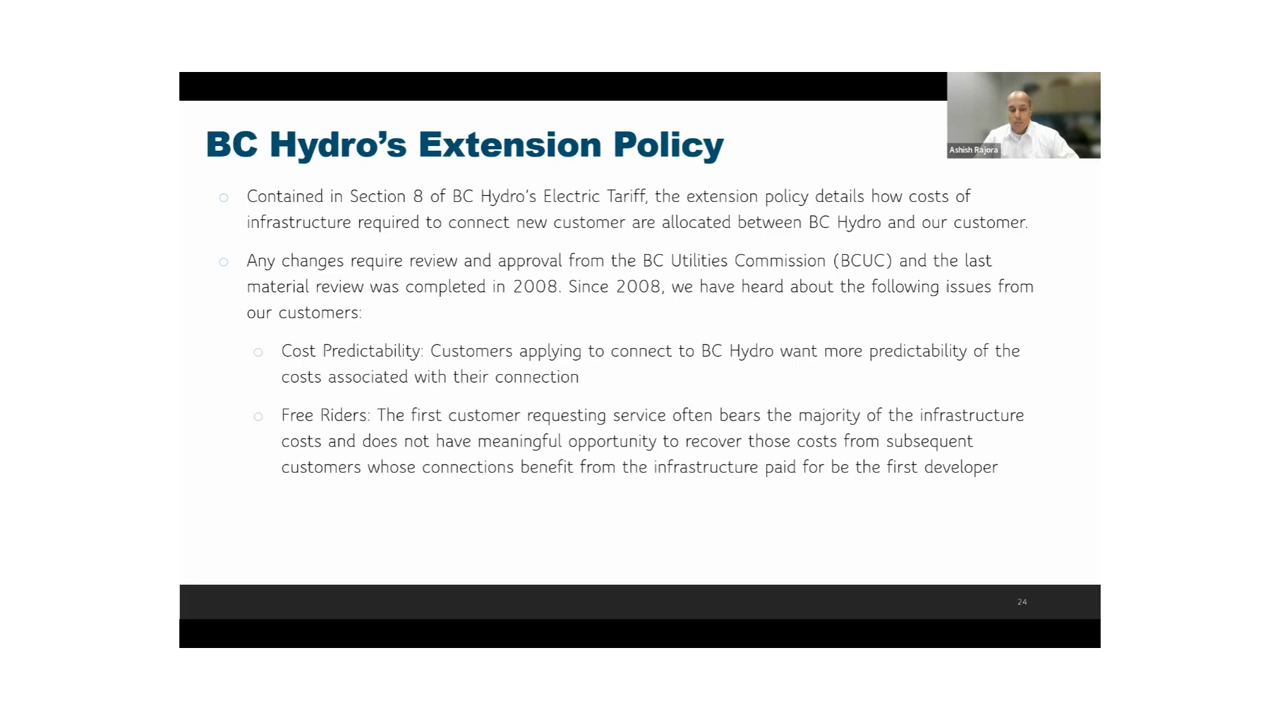 Ashish Rajora
BC Hydro's Extension Policy
Contained in Section 8 of BC Hydro's Electric Tariff, the extension policy details how costs of
infrastructure required to connect new customer are allocated between BC Hydro and our customer.
Any changes require review and approval from the BC Utilities Commission (BCUC) and the last
material review was completed in 2008. Since 2008, we have heard about the following issues from
our customers:
Cost Predictability: Customers applying to connect to BC Hydro want more predictability of the
costs associated with their connection
Free Riders: The first customer requesting service often bears the majority of the infrastructure
costs and does not have meaningful opportunity to recover those costs from subsequent
customers whose connections benefit from the infrastructure paid for be the first developer
24